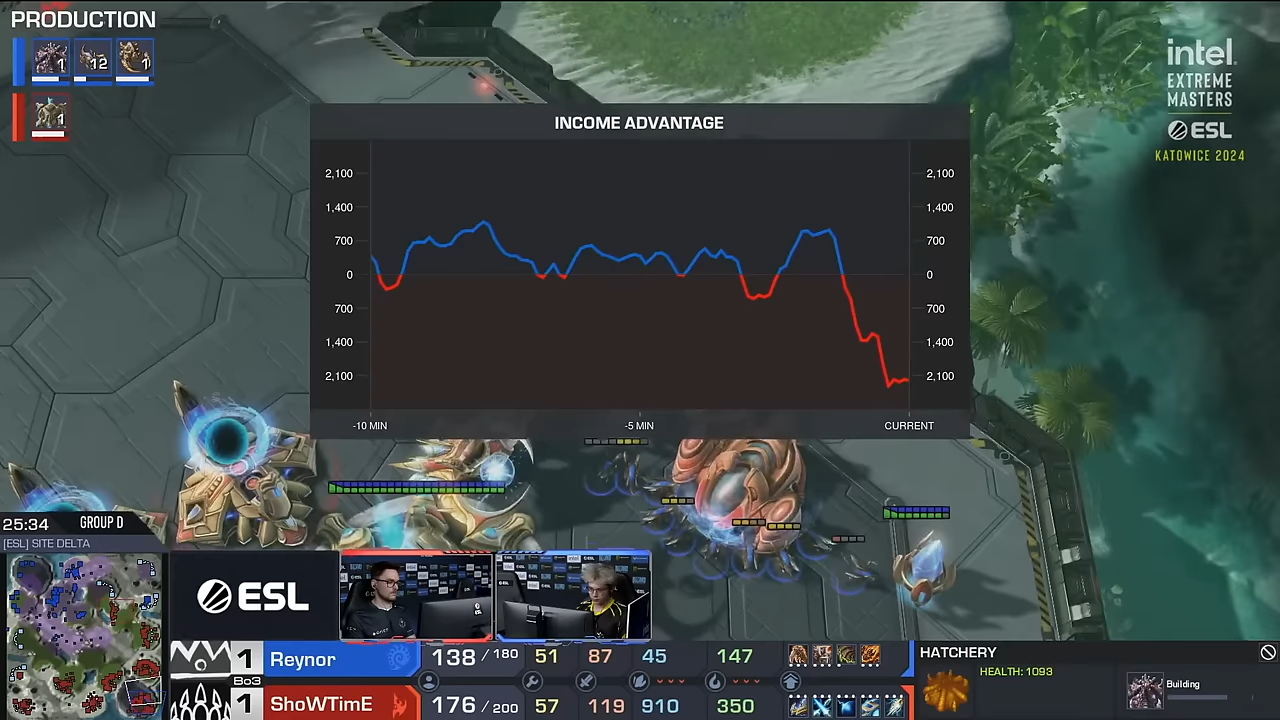 PRODUCTION
1
12
1
1
intel.
EXTREME
MASTERS
ESL
KATOWICE 2024
INCOME ADVANTAGE
2,100
2,100
1,400
1,400
700
700
0
0
700
700
1,400
1,400
2,100
2,100
-10 MIN
-5 MIN
CURRENT
25:34
GROUP D
[ESL] SITE DELTA
ESL
1
Reynor
138 / 180
51
87
45
147
Bo3
1
ShoWTimE
176 / 200
57
119
910
350
HATCHERY
HEALTH: 1093
Building